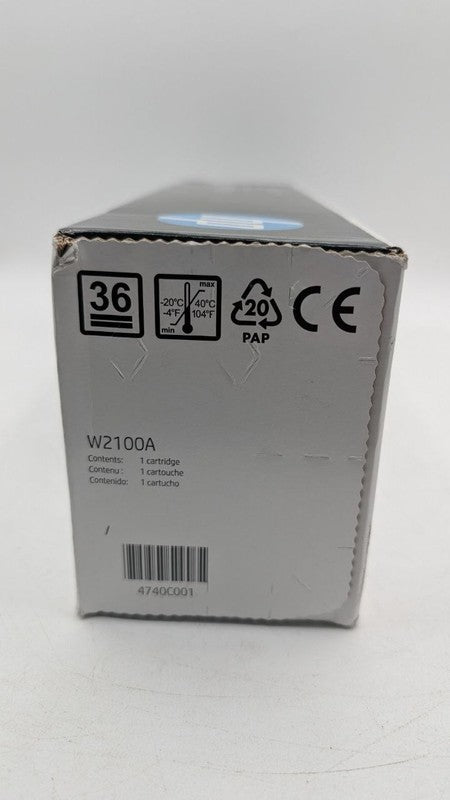 36
max
-20°C 40°C
-4°F 104°F
min
20
PAP
CE
W2100A
Contents: 1 cartridge
Contenu : 1 cartouche
Contenido: 1 cartucho
4740C001